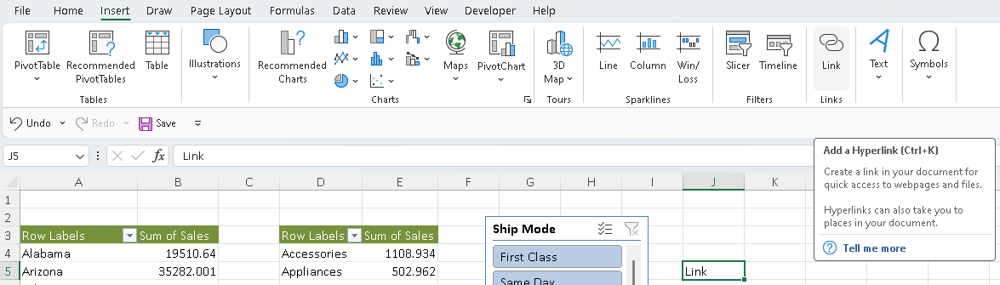 File Home Insert Draw Page Layout Formulas Data Review View Developer Help
PivotTable Recommended PivotTables Table Illustrations Recommended Charts Maps PivotChart 3D Map Line Column Win/ Loss Slicer Timeline Link Text Symbols
Tables Charts Tours Sparklines Filters Links
Undo Redo Save
J5 fx Link
Add a Hyperlink (Ctrl+K)
Create a link in your document for
quick access to webpages and files.
Hyperlinks can also take you to
places in your document.
Tell me more
A B C D E F G H I J K
1
2
3 Row Labels Sum of Sales Row Labels Sum of Sales Ship Mode
4 Alabama 19510.64 Accessories 1108.934 First Class
5 Arizona 35282.001 Appliances 502.962 Same Day Link